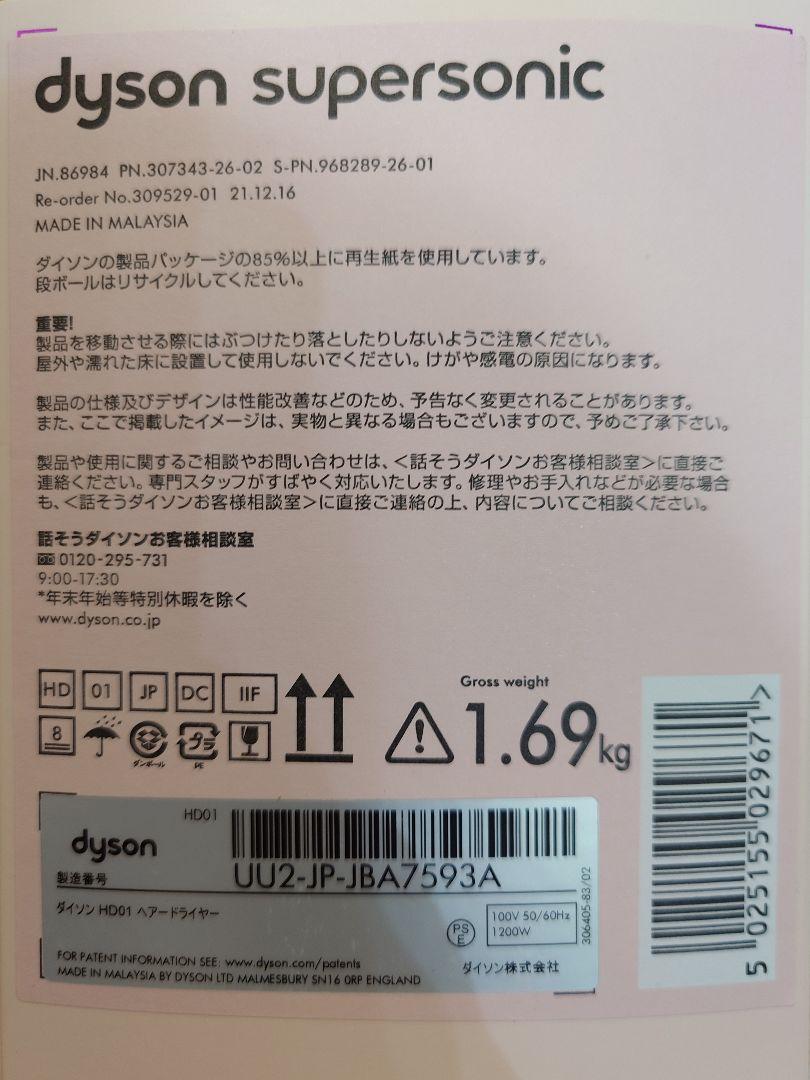 dyson supersonic
JN.86984 PN.307343-26-02 S-PN.968289-26-01
Re-order No.309529-01 21.12.16
MADE IN MALAYSIA
ダイソンの製品パッケージの85%以上に再生紙を使用しています。
段ボールはリサイクルしてください。
重要!
製品を移動させる際にはぶつけたり落としたりしないようご注意ください。
屋外や濡れた床に設置して使用しないでください。けがや感電の原因になります。
製品の仕様及びデザインは性能改善などのため、予告なく変更されることがあります。
また、ここで掲載したイメージは、実物と異なる場合もございますので、予めご了承下さい。
製品や使用に関するご相談やお問い合わせは、<話そうダイソンお客様相談室>に直接ご
連絡ください。専門スタッフがすばやく対応いたします。修理やお手入れなどが必要な場合
も、<話そうダイソンお客様相談室>に直接ご連絡の上、内容についてご相談ください。
話そうダイソンお客様相談室
0120-295-731
9:00-17:30
*年末年始等特別休暇を除く
www.dyson.co.jp
HD 01 JP DC IIF
8
ダンボール
プラ
PE
Gross weight
1.69kg
5 025155 029671 >
HD01
dyson
製造番号
UU2-JP-JBA7593A
ダイソン HD01 ヘアードライヤー
PS
E
100V 50/60Hz
1200W
306405-83/02
FOR PATENT INFORMATION SEE: www.dyson.com/patents
MADE IN MALAYSIA BY DYSON LTD MALMESBURY SN16 0RP ENGLAND
ダイソン株式会社